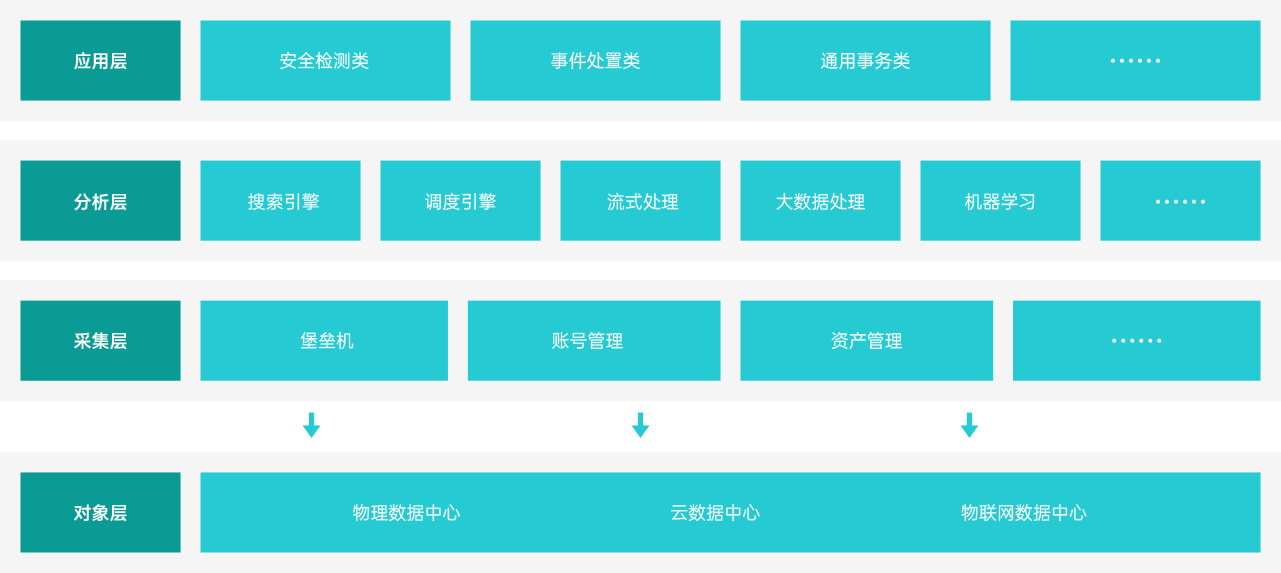 应用层 安全检测类 事件处置类 通用事务类 ······
分析层 搜索引擎 调度引擎 流式处理 大数据处理 机器学习 ······
采集层 堡垒机 账号管理 资产管理 ······
对象层 物理数据中心 云数据中心 物联网数据中心